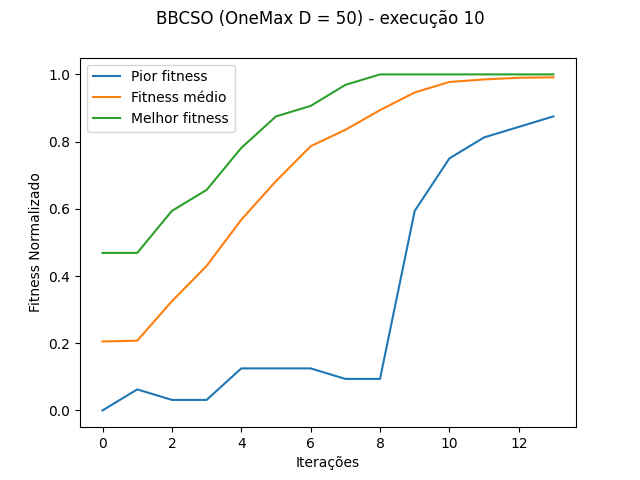 BBCSO (OneMax D = 50) - execução 10
Pior fitness
Fitness médio
Melhor fitness
Fitness Normalizado
1.0
0.8
0.6
0.4
0.2
0.0
0 2 4 6 8 10 12
Iterações